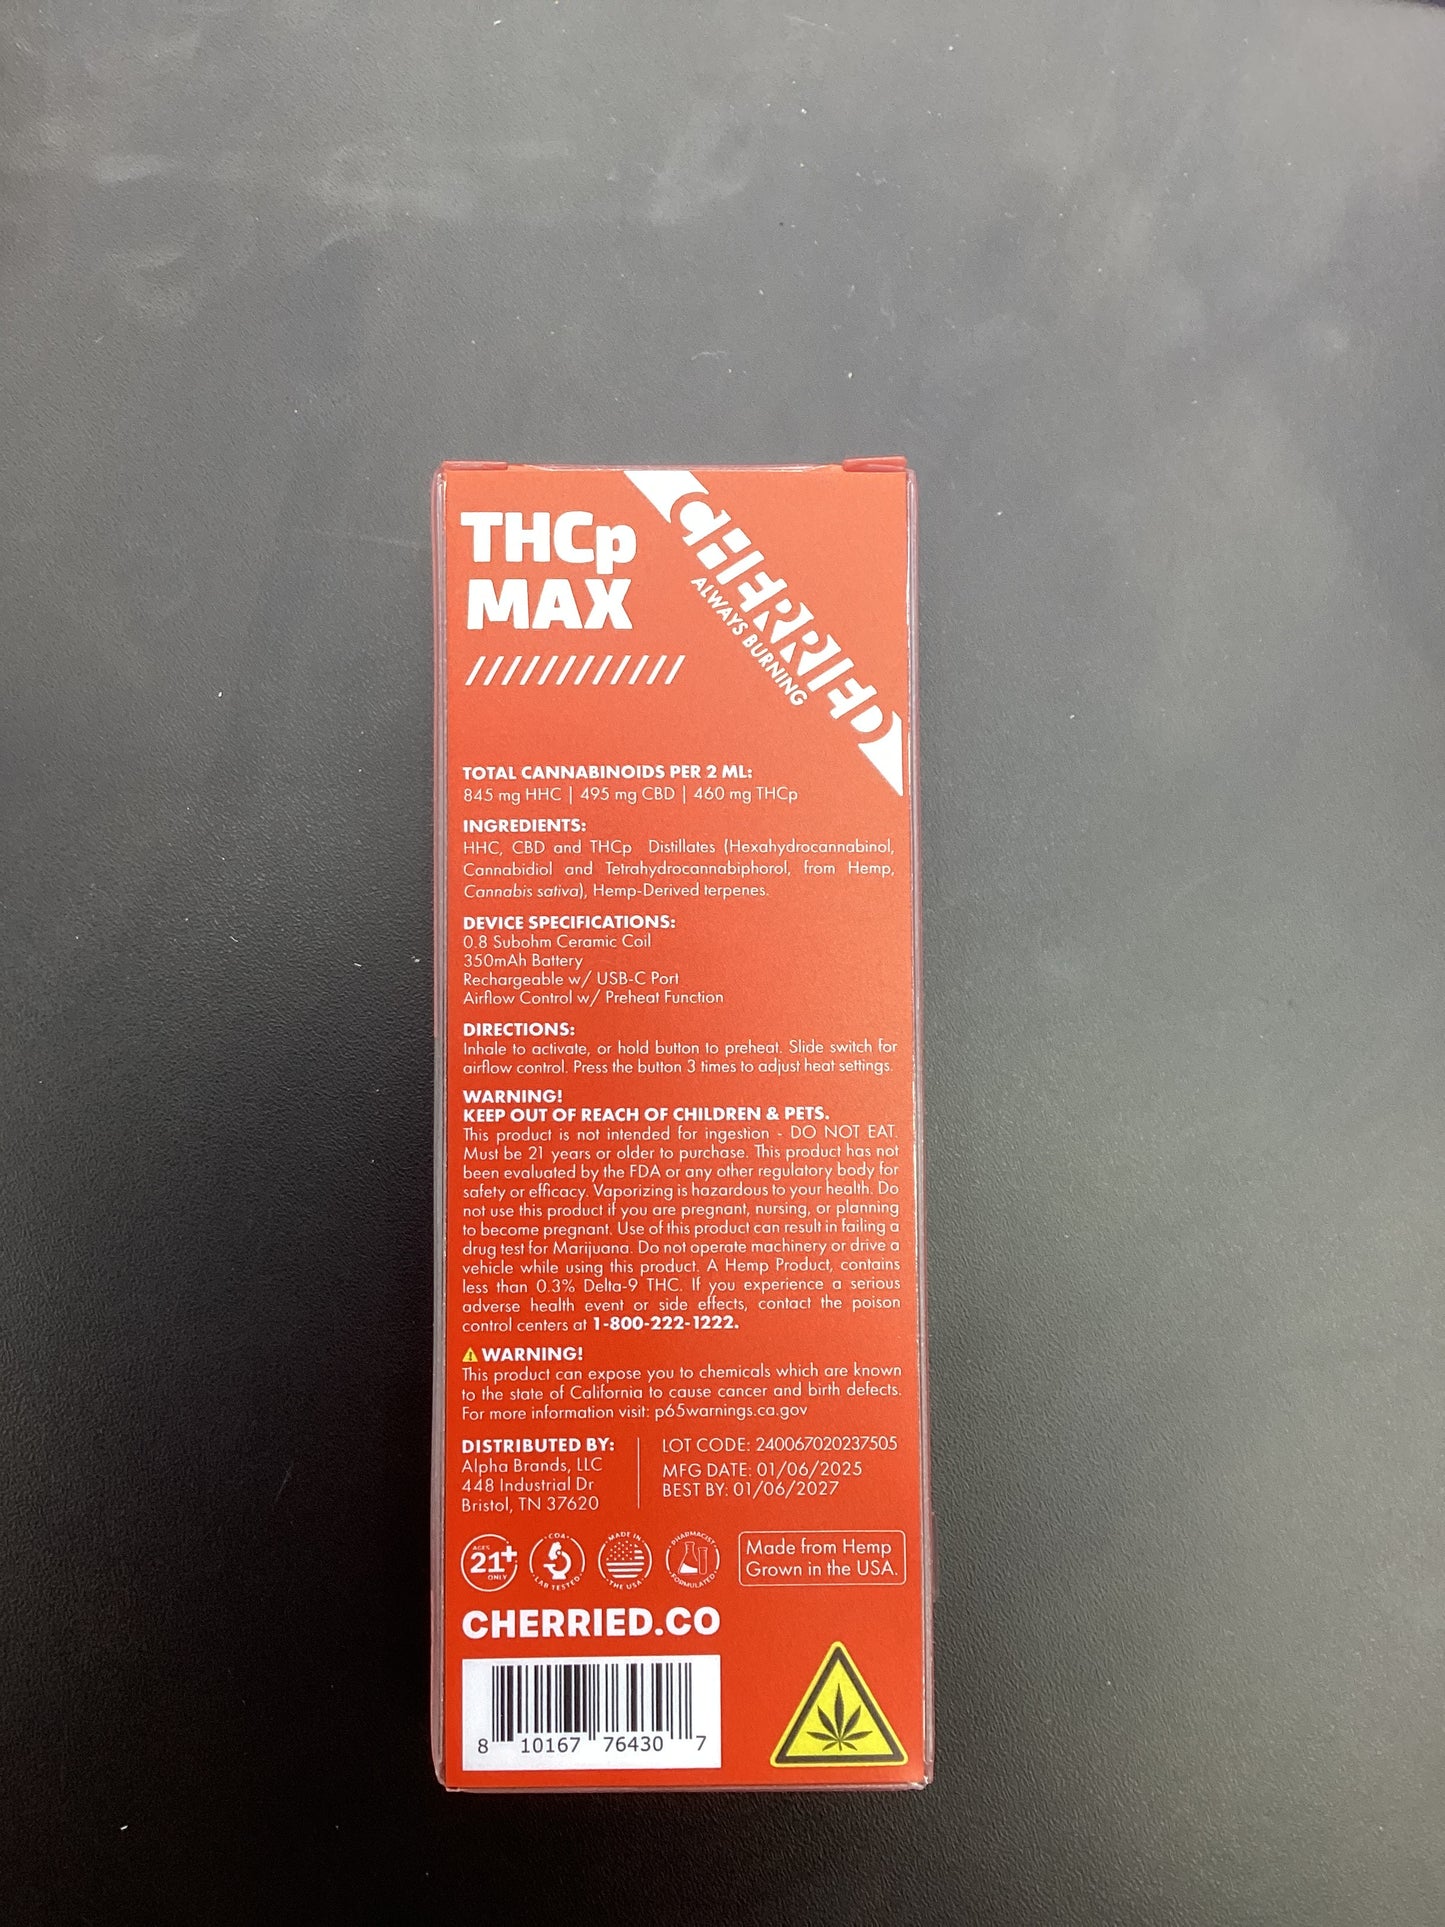 THCp
MAX
CHERRIED
ALWAYS BURNING
TOTAL CANNABINOIDS PER 2 ML:
845 mg HHC | 495 mg CBD | 460 mg THCp
INGREDIENTS:
HHC, CBD and THCp Distillates (Hexahydrocannabinol,
Cannabidiol and Tetrahydrocannabiphorol, from Hemp,
Cannabis sativa), Hemp-Derived terpenes.
DEVICE SPECIFICATIONS:
0.8 Subohm Ceramic Coil
350mAh Battery
Rechargeable w/ USB-C Port
Airflow Control w/ Preheat Function
DIRECTIONS:
Inhale to activate, or hold button to preheat. Slide switch for
airflow control. Press the button 3 times to adjust heat settings.
WARNING!
KEEP OUT OF REACH OF CHILDREN & PETS.
This product is not intended for ingestion - DO NOT EAT.
Must be 21 years or older to purchase. This product has not
been evaluated by the FDA or any other regulatory body for
safety or efficacy. Vaporizing is hazardous to your health. Do
not use this product if you are pregnant, nursing, or planning
to become pregnant. Use of this product can result in failing a
drug test for Marijuana. Do not operate machinery or drive a
vehicle while using this product. A Hemp Product, contains
less than 0.3% Delta-9 THC. If you experience a serious
adverse health event or side effects, contact the poison
control centers at 1-800-222-1222.
WARNING!
This product can expose you to chemicals which are known
to the state of California to cause cancer and birth defects.
For more information visit: p65warnings.ca.gov
DISTRIBUTED BY:
Alpha Brands, LLC
448 Industrial Dr
Bristol, TN 37620
LOT CODE: 240067020237505
MFG DATE: 01/06/2025
BEST BY: 01/06/2027
AGES
21+
ONLY
COA
LAB TESTED
MADE IN
THE USA
PHARMACIST
FORMULATED
Made from Hemp
Grown in the USA.
CHERRIED.CO
8 10167 76430 7